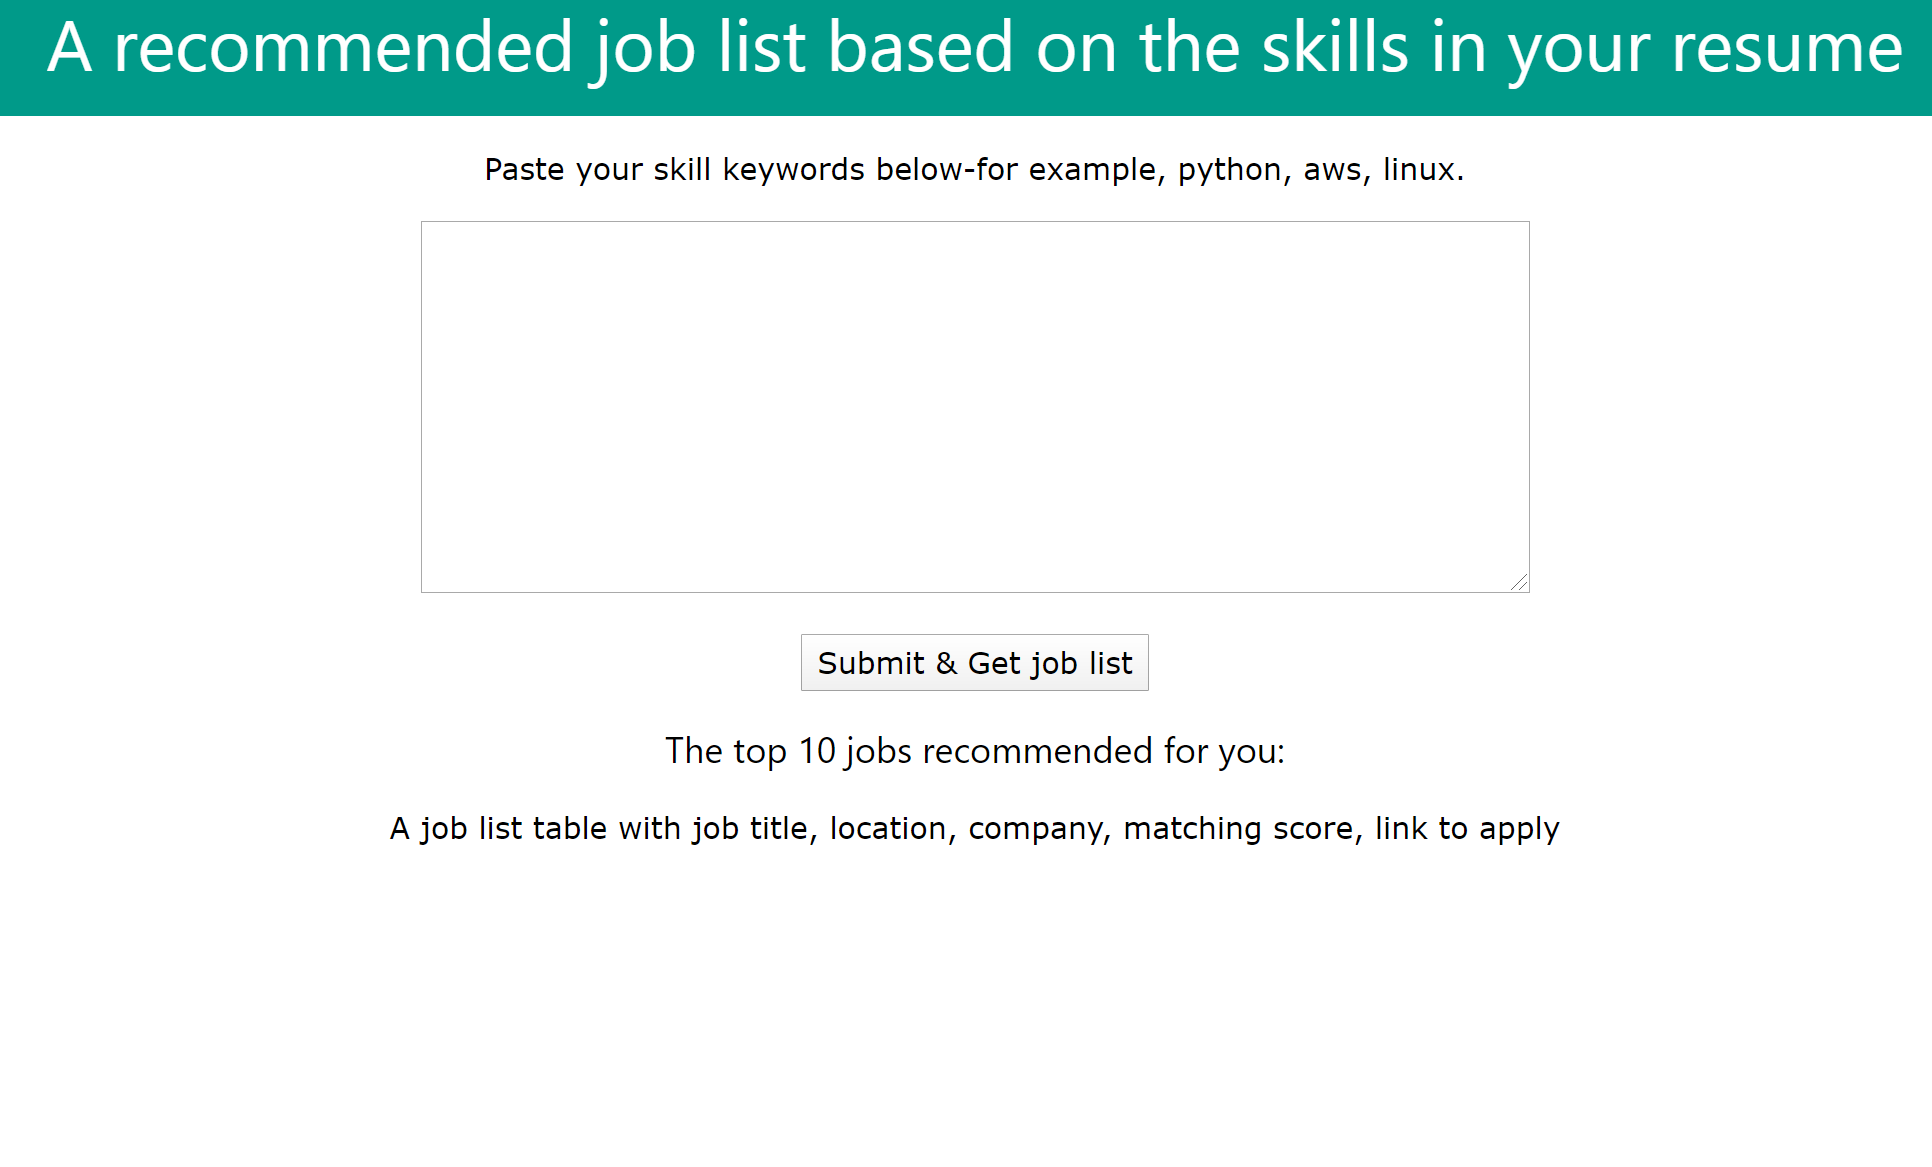 A recommended job list based on the skills in your resume
Paste your skill keywords below-for example, python, aws, linux.
Submit & Get job list
The top 10 jobs recommended for you:
A job list table with job title, location, company, matching score, link to apply